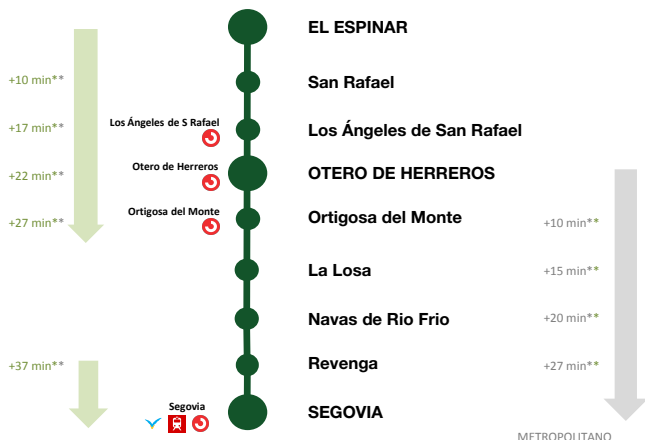 EL ESPINAR
+10 min**
San Rafael
+17 min**
Los Ángeles de S Rafael
Los Ángeles de San Rafael
+22 min**
Otero de Herreros
OTERO DE HERREROS
+27 min**
Ortigosa del Monte
Ortigosa del Monte
+10 min**
La Losa
+15 min**
Navas de Rio Frio
+20 min**
+37 min**
Revenga
+27 min**
Segovia
SEGOVIA
METROPOLITANO